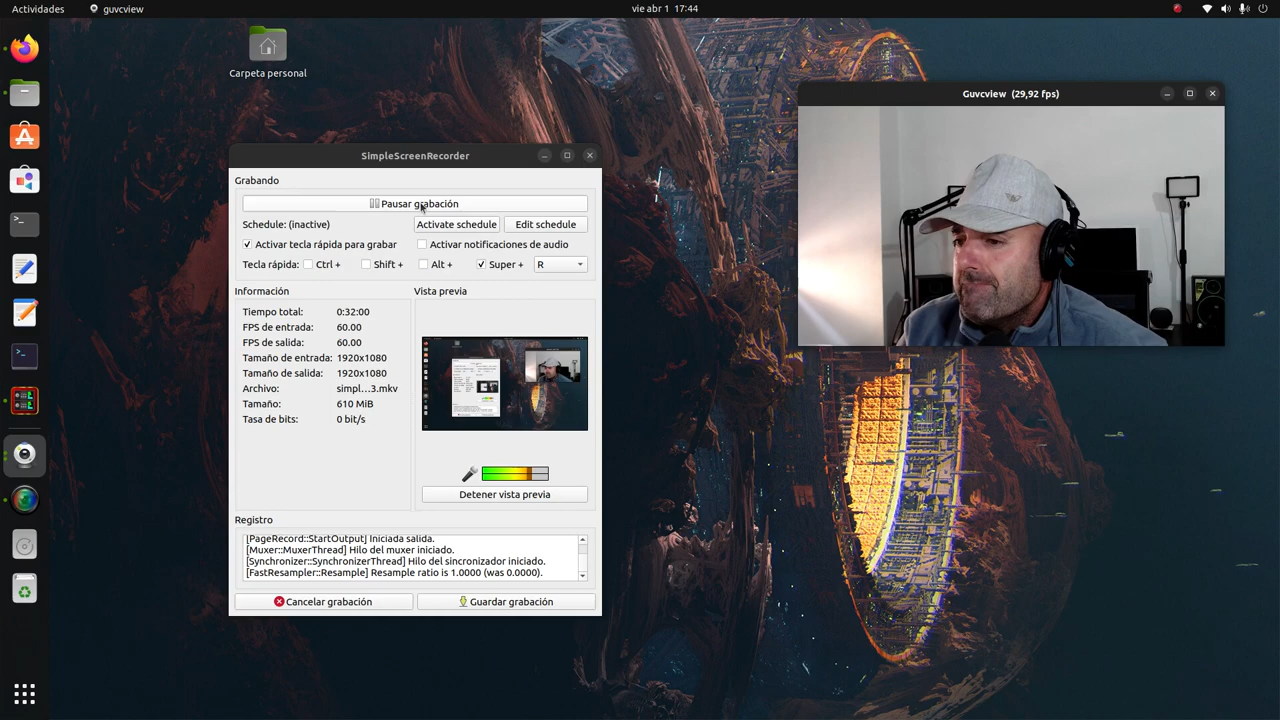 Actividades guvcview vie abr 1 17:44
Carpeta personal
Guvcview (29,92 fps)
SimpleScreenRecorder
Grabando
Pausar grabación
Schedule: (inactive) Activate schedule Edit schedule
Activar tecla rápida para grabar Activar notificaciones de audio
Tecla rápida: Ctrl + Shift + Alt + Super + R
Información Vista previa
Tiempo total: 0:32:00
FPS de entrada: 60.00
FPS de salida: 60.00
Tamaño de entrada: 1920x1080
Tamaño de salida: 1920x1080
Archivo: simpl...3.mkv
Tamaño: 610 MiB
Tasa de bits: 0 bit/s
Detener vista previa
Registro
[PageRecord::StartOutput] Iniciada salida.
[Muxer::MuxerThread] Hilo del muxer iniciado.
[Synchronizer::SynchronizerThread] Hilo del sincronizador iniciado.
[FastResampler::Resample] Resample ratio is 1.0000 (was 0.0000).
Cancelar grabación Guardar grabación